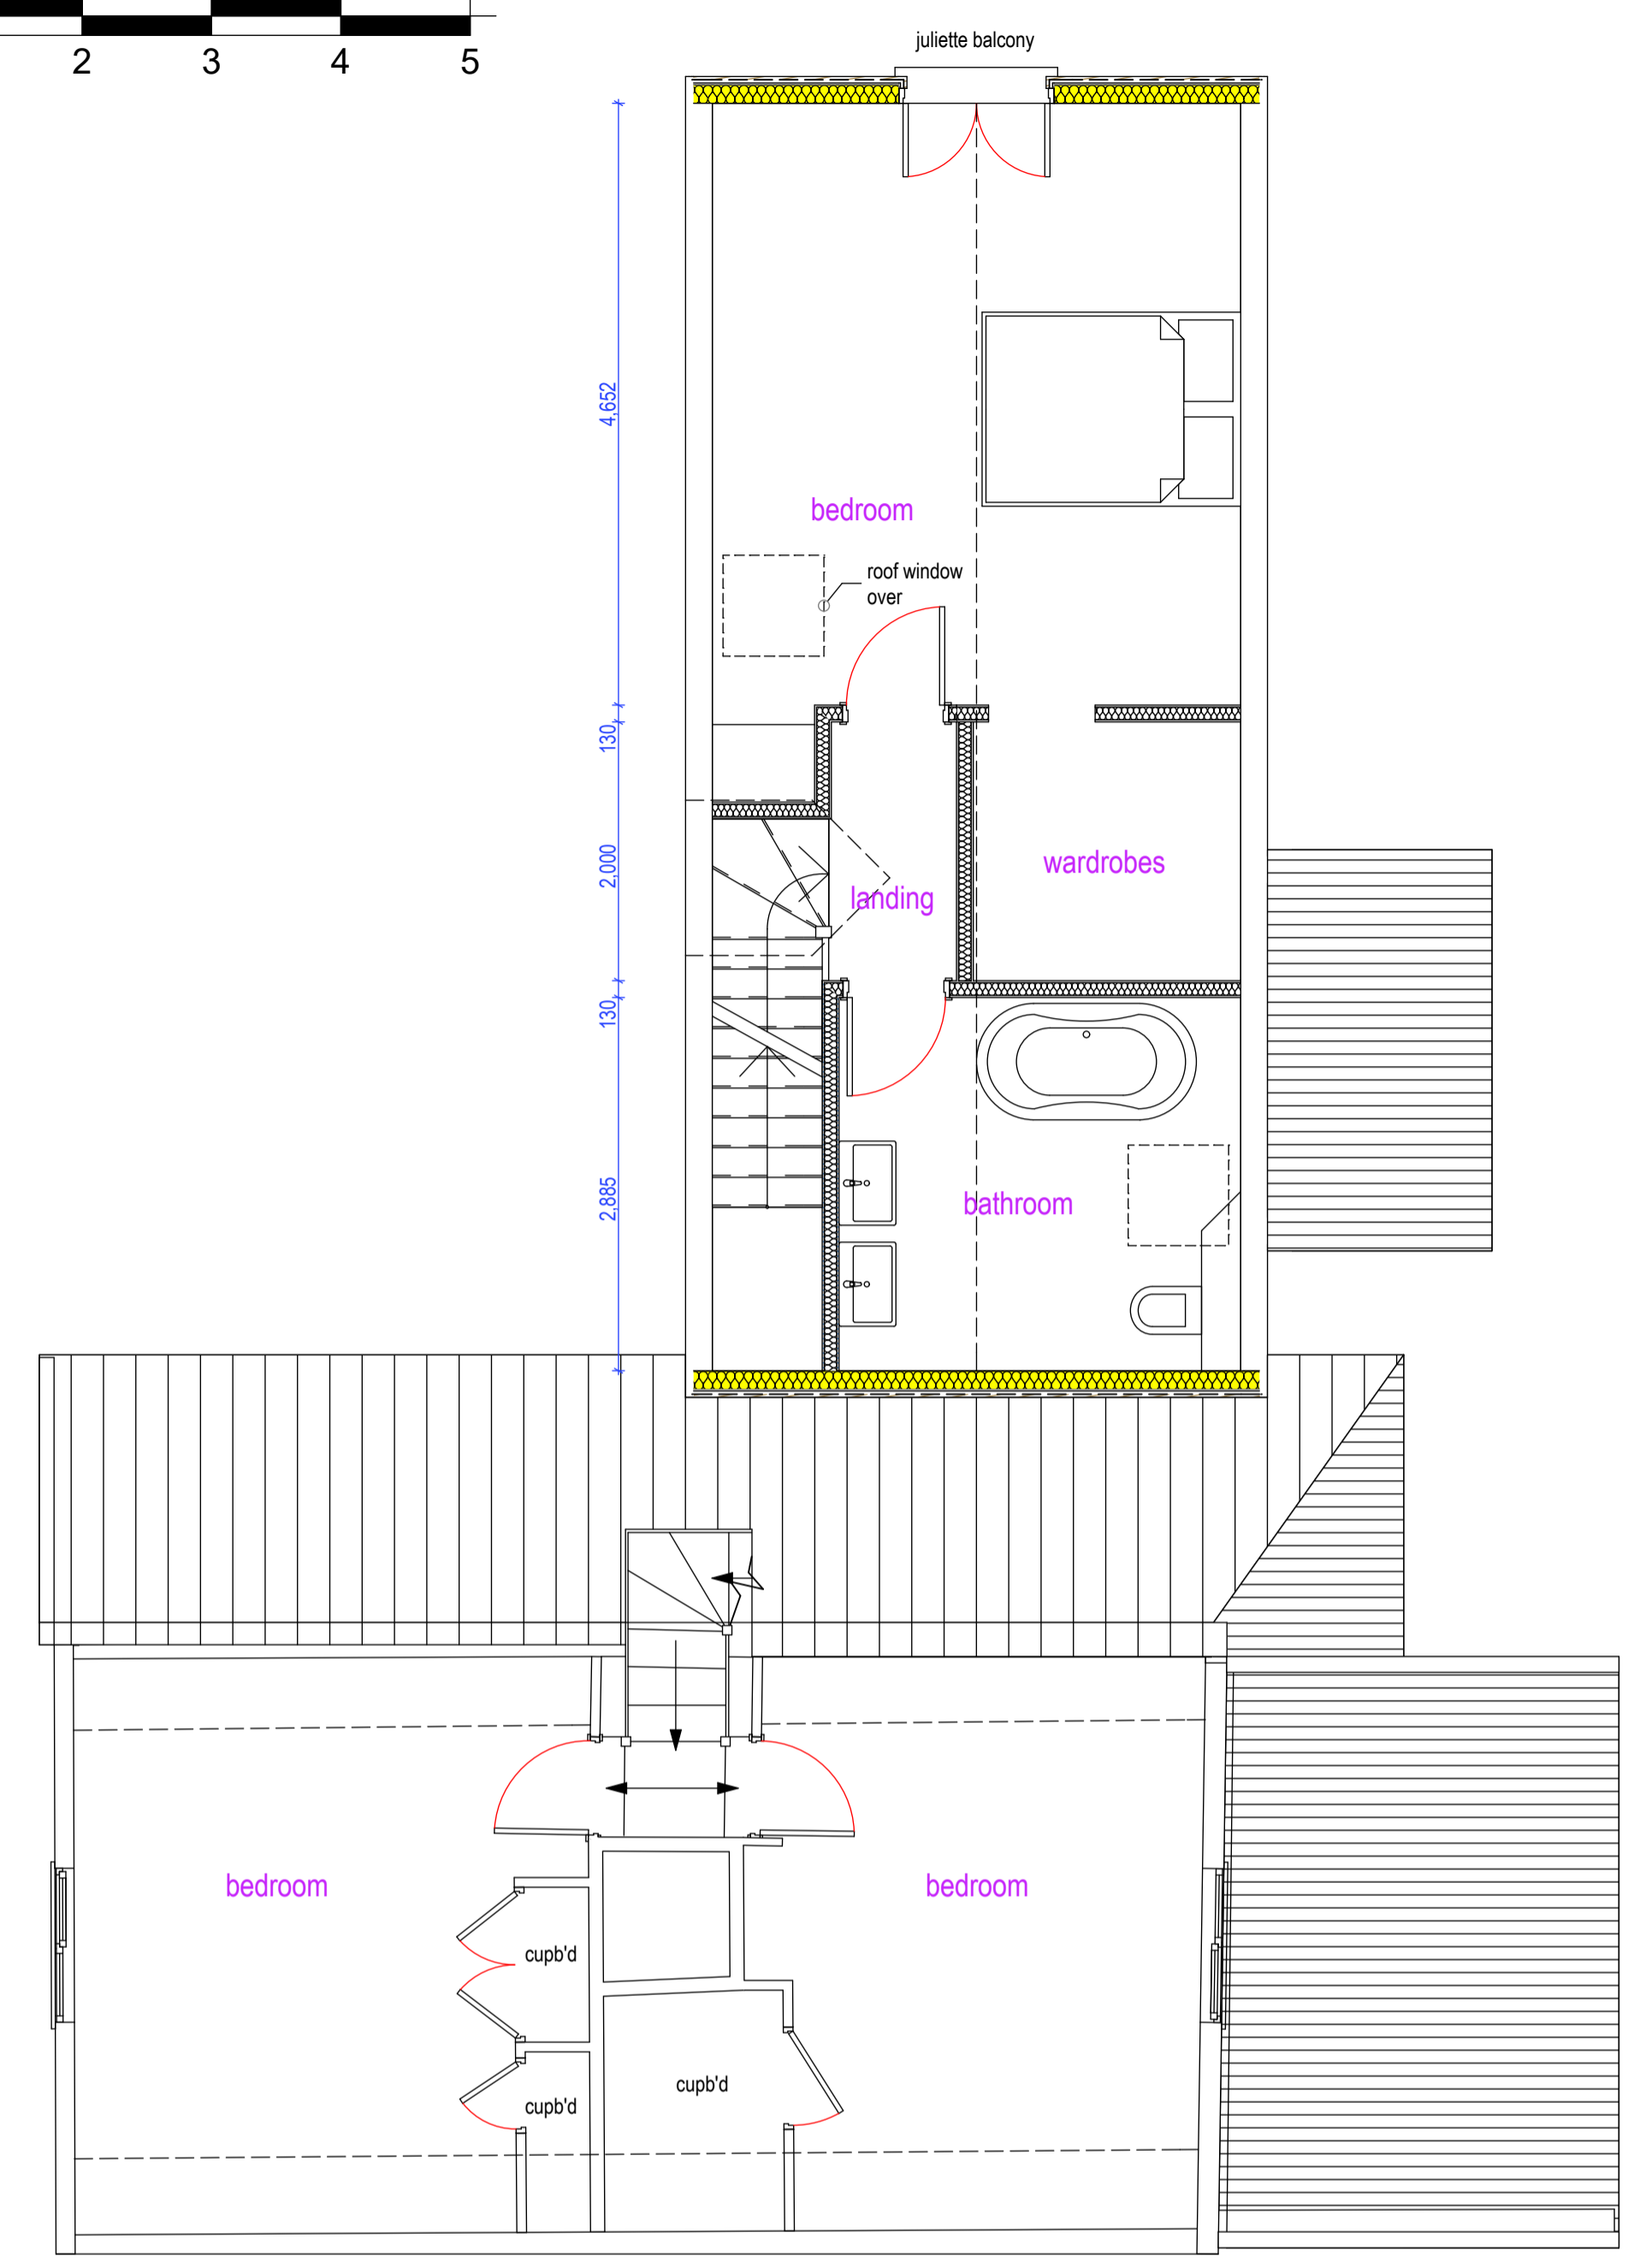 2 3 4 5
juliette balcony
4,652
bedroom
roof window
over
130
2,000
wardrobes
landing
130
2,885
bathroom
bedroom
bedroom
cupb'd
cupb'd
cupb'd